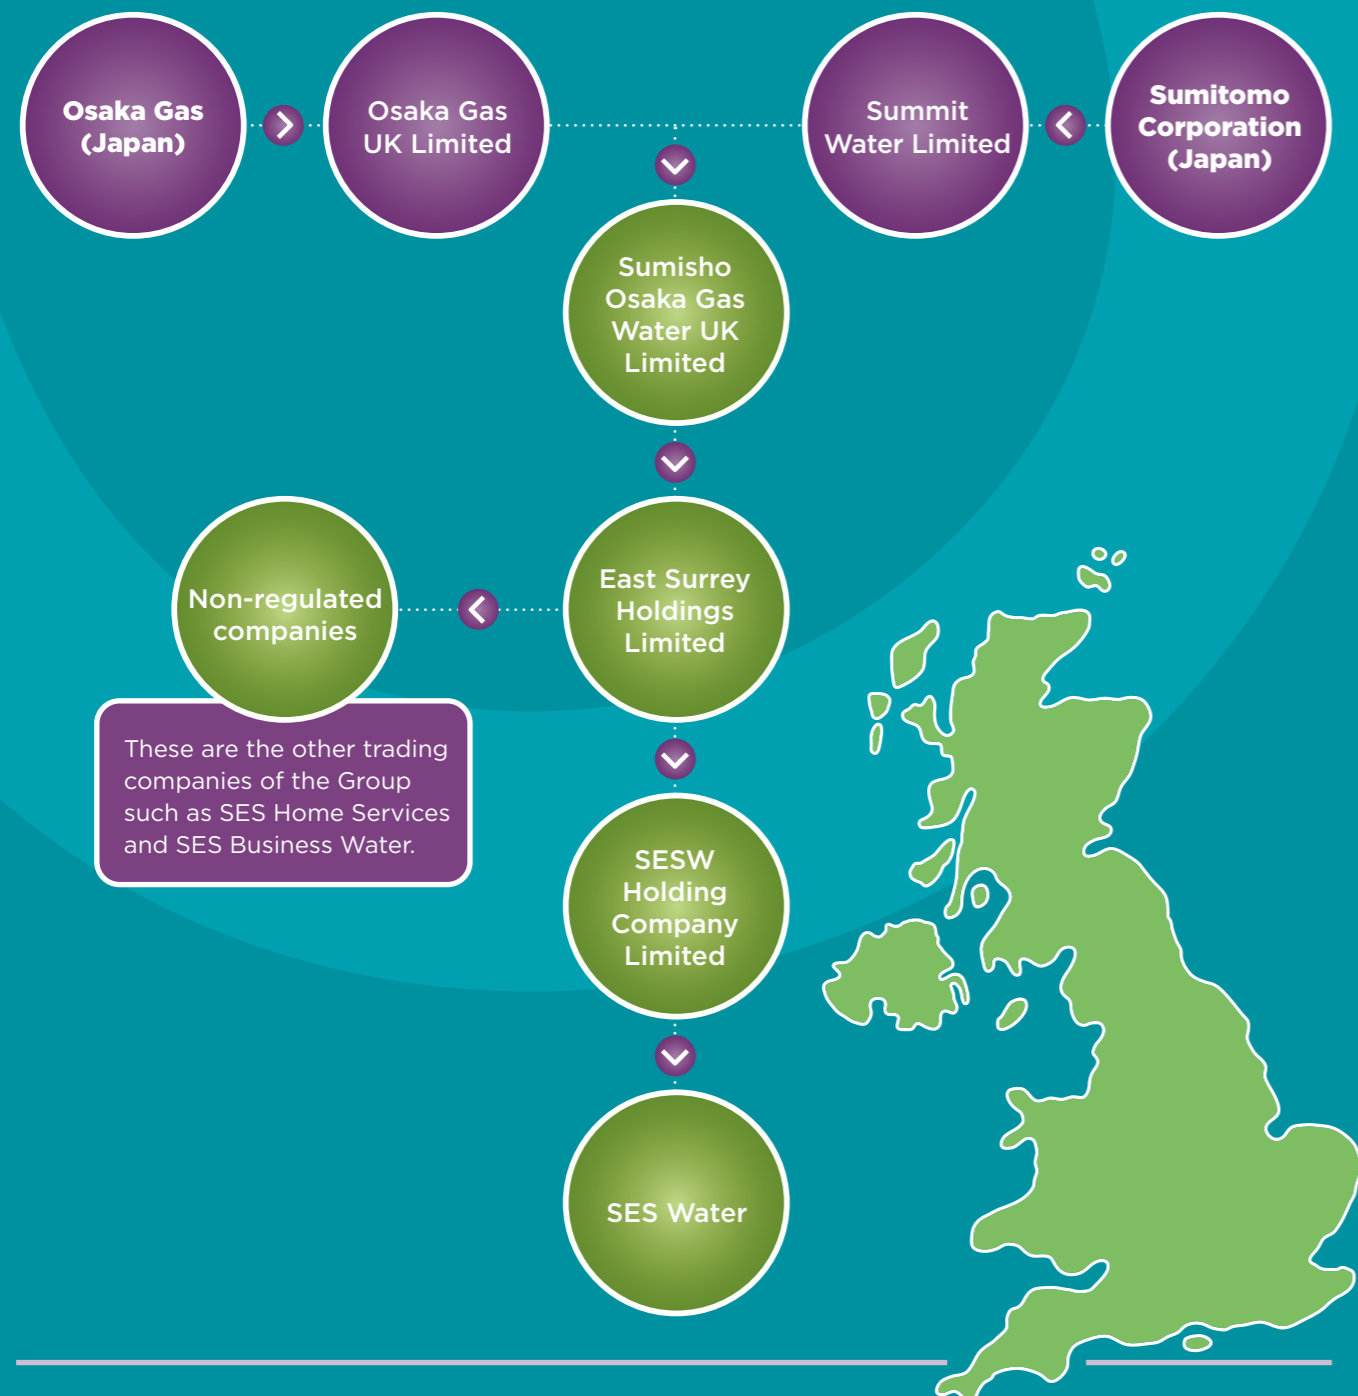 Osaka Gas
(Japan)
Osaka Gas
UK Limited
Summit
Water Limited
Sumitomo
Corporation
(Japan)
Sumisho
Osaka Gas
Water UK
Limited
Non-regulated
companies
East Surrey
Holdings
Limited
These are the other trading
companies of the Group
such as SES Home Services
and SES Business Water.
SESW
Holding
Company
Limited
SES Water